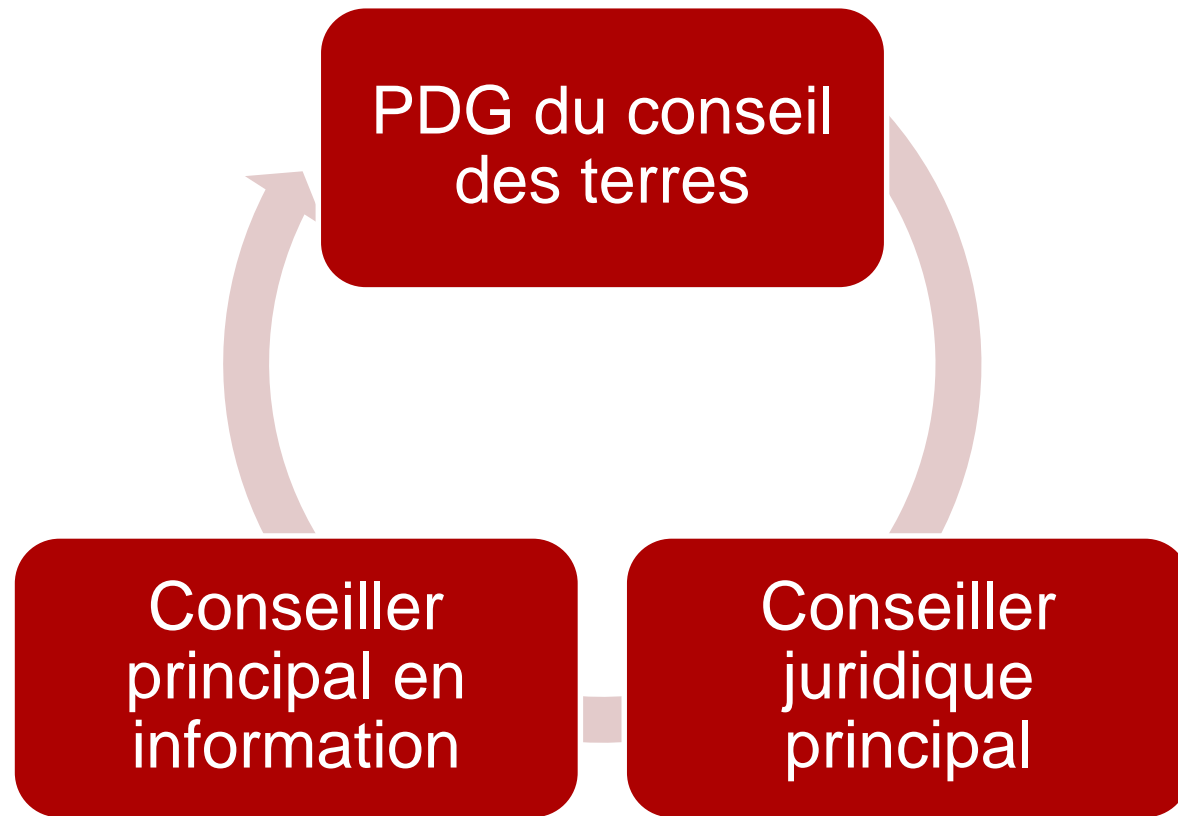 PDG du conseil
des terres
Conseiller
principal en
information
Conseiller
juridique
principal